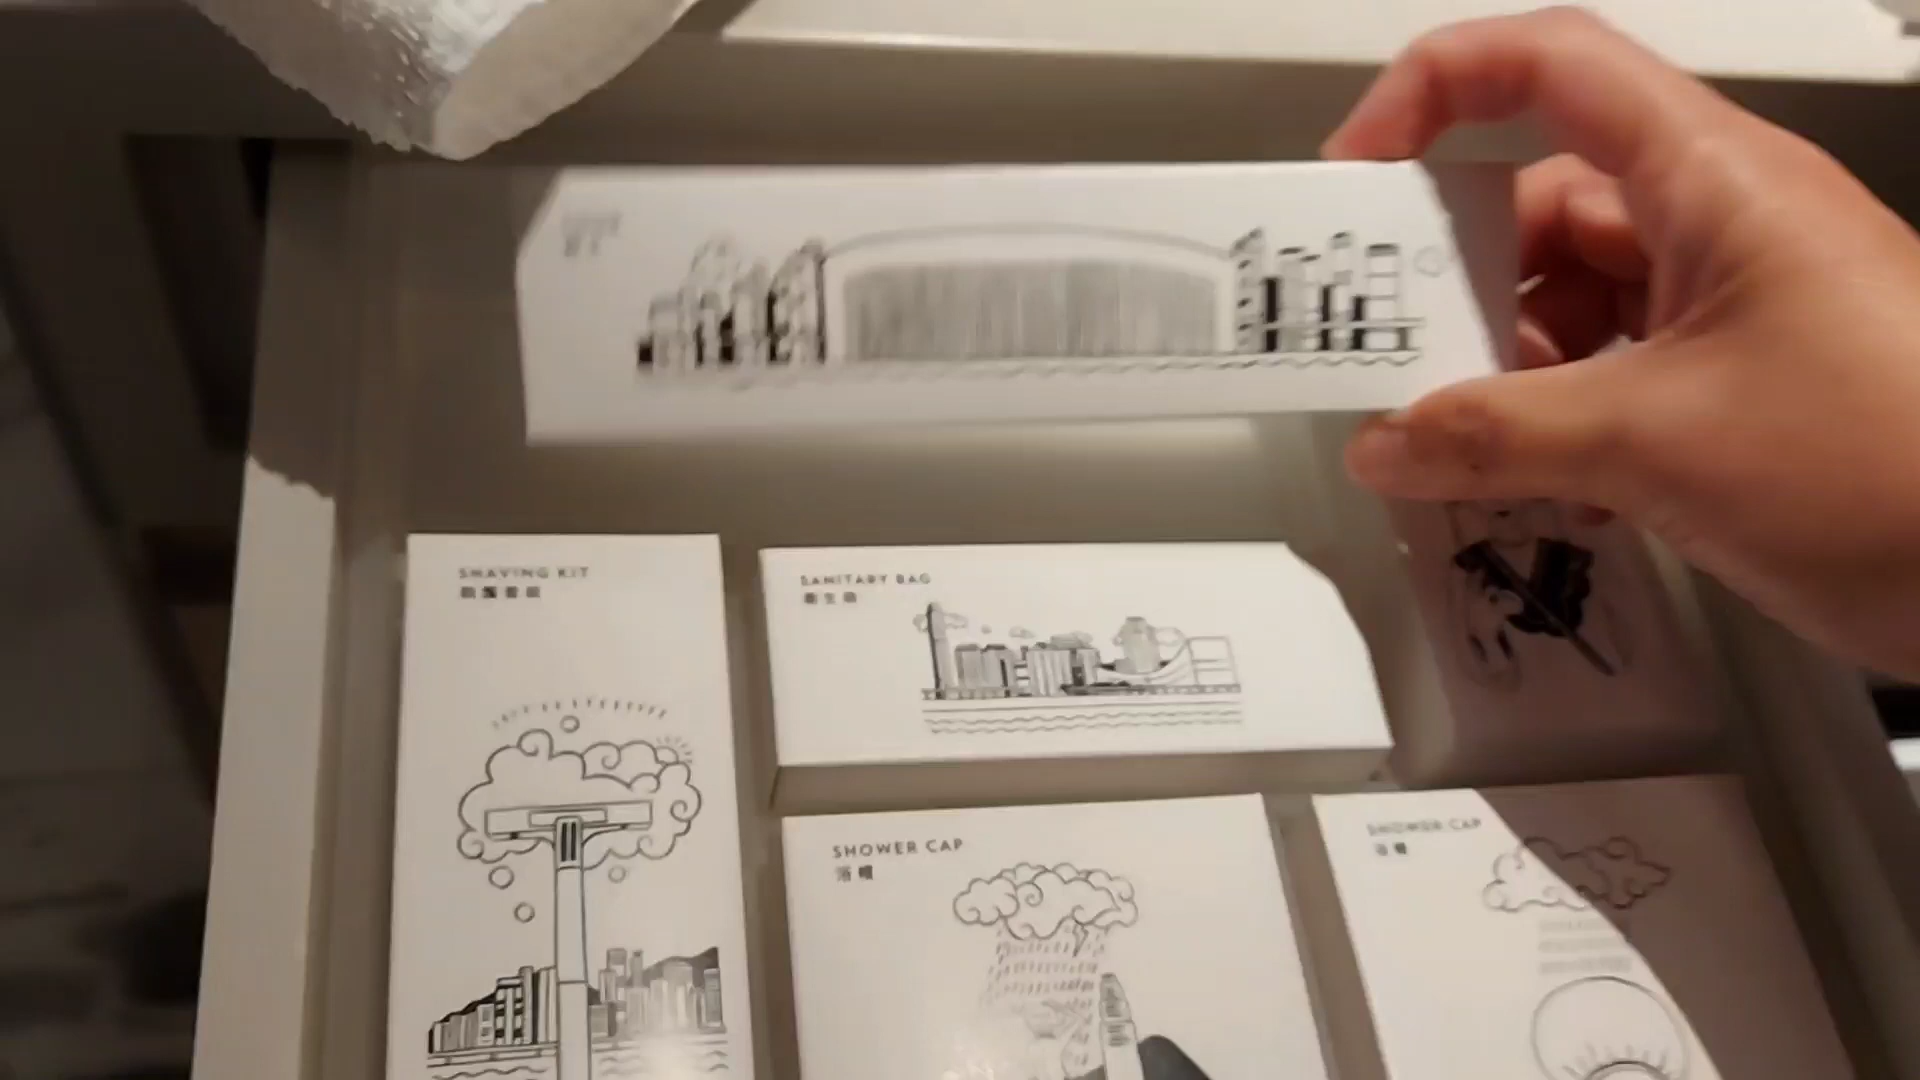 SHAVING KIT
SANITARY BAG
衛生袋
SHOWER CAP
浴帽
SHOWER CAP
浴帽